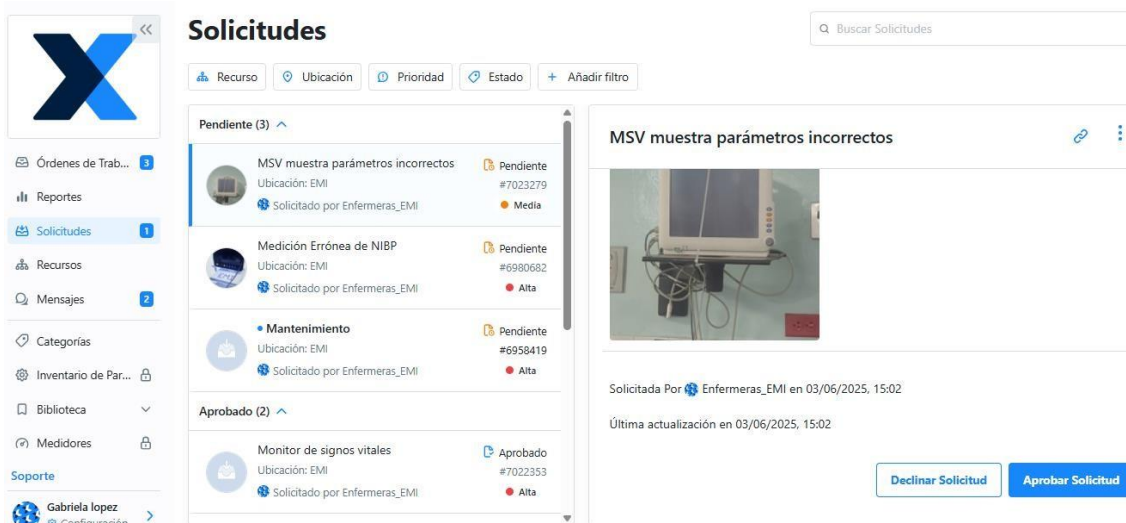 Solicitudes
Buscar Solicitudes
Recurso
Ubicación
Prioridad
Estado
+ Añadir filtro
Órdenes de Trab... 3
Reportes
Solicitudes 1
Recursos
Mensajes 2
Categorías
Inventario de Par...
Biblioteca
Medidores
Soporte
Gabriela lopez
Configuración
Pendiente (3)
MSV muestra parámetros incorrectos
Pendiente
Ubicación: EMI
#7023279
Solicitado por Enfermeras_EMI
Media
Medición Errónea de NIBP
Pendiente
Ubicación: EMI
#6980682
Solicitado por Enfermeras_EMI
Alta
Mantenimiento
Pendiente
Ubicación: EMI
#6958419
Solicitado por Enfermeras_EMI
Alta
Aprobado (2)
Monitor de signos vitales
Aprobado
Ubicación: EMI
#7022353
Solicitado por Enfermeras_EMI
Alta
MSV muestra parámetros incorrectos
Solicitada Por Enfermeras_EMI en 03/06/2025, 15:02
Última actualización en 03/06/2025, 15:02
Declinar Solicitud
Aprobar Solicitud